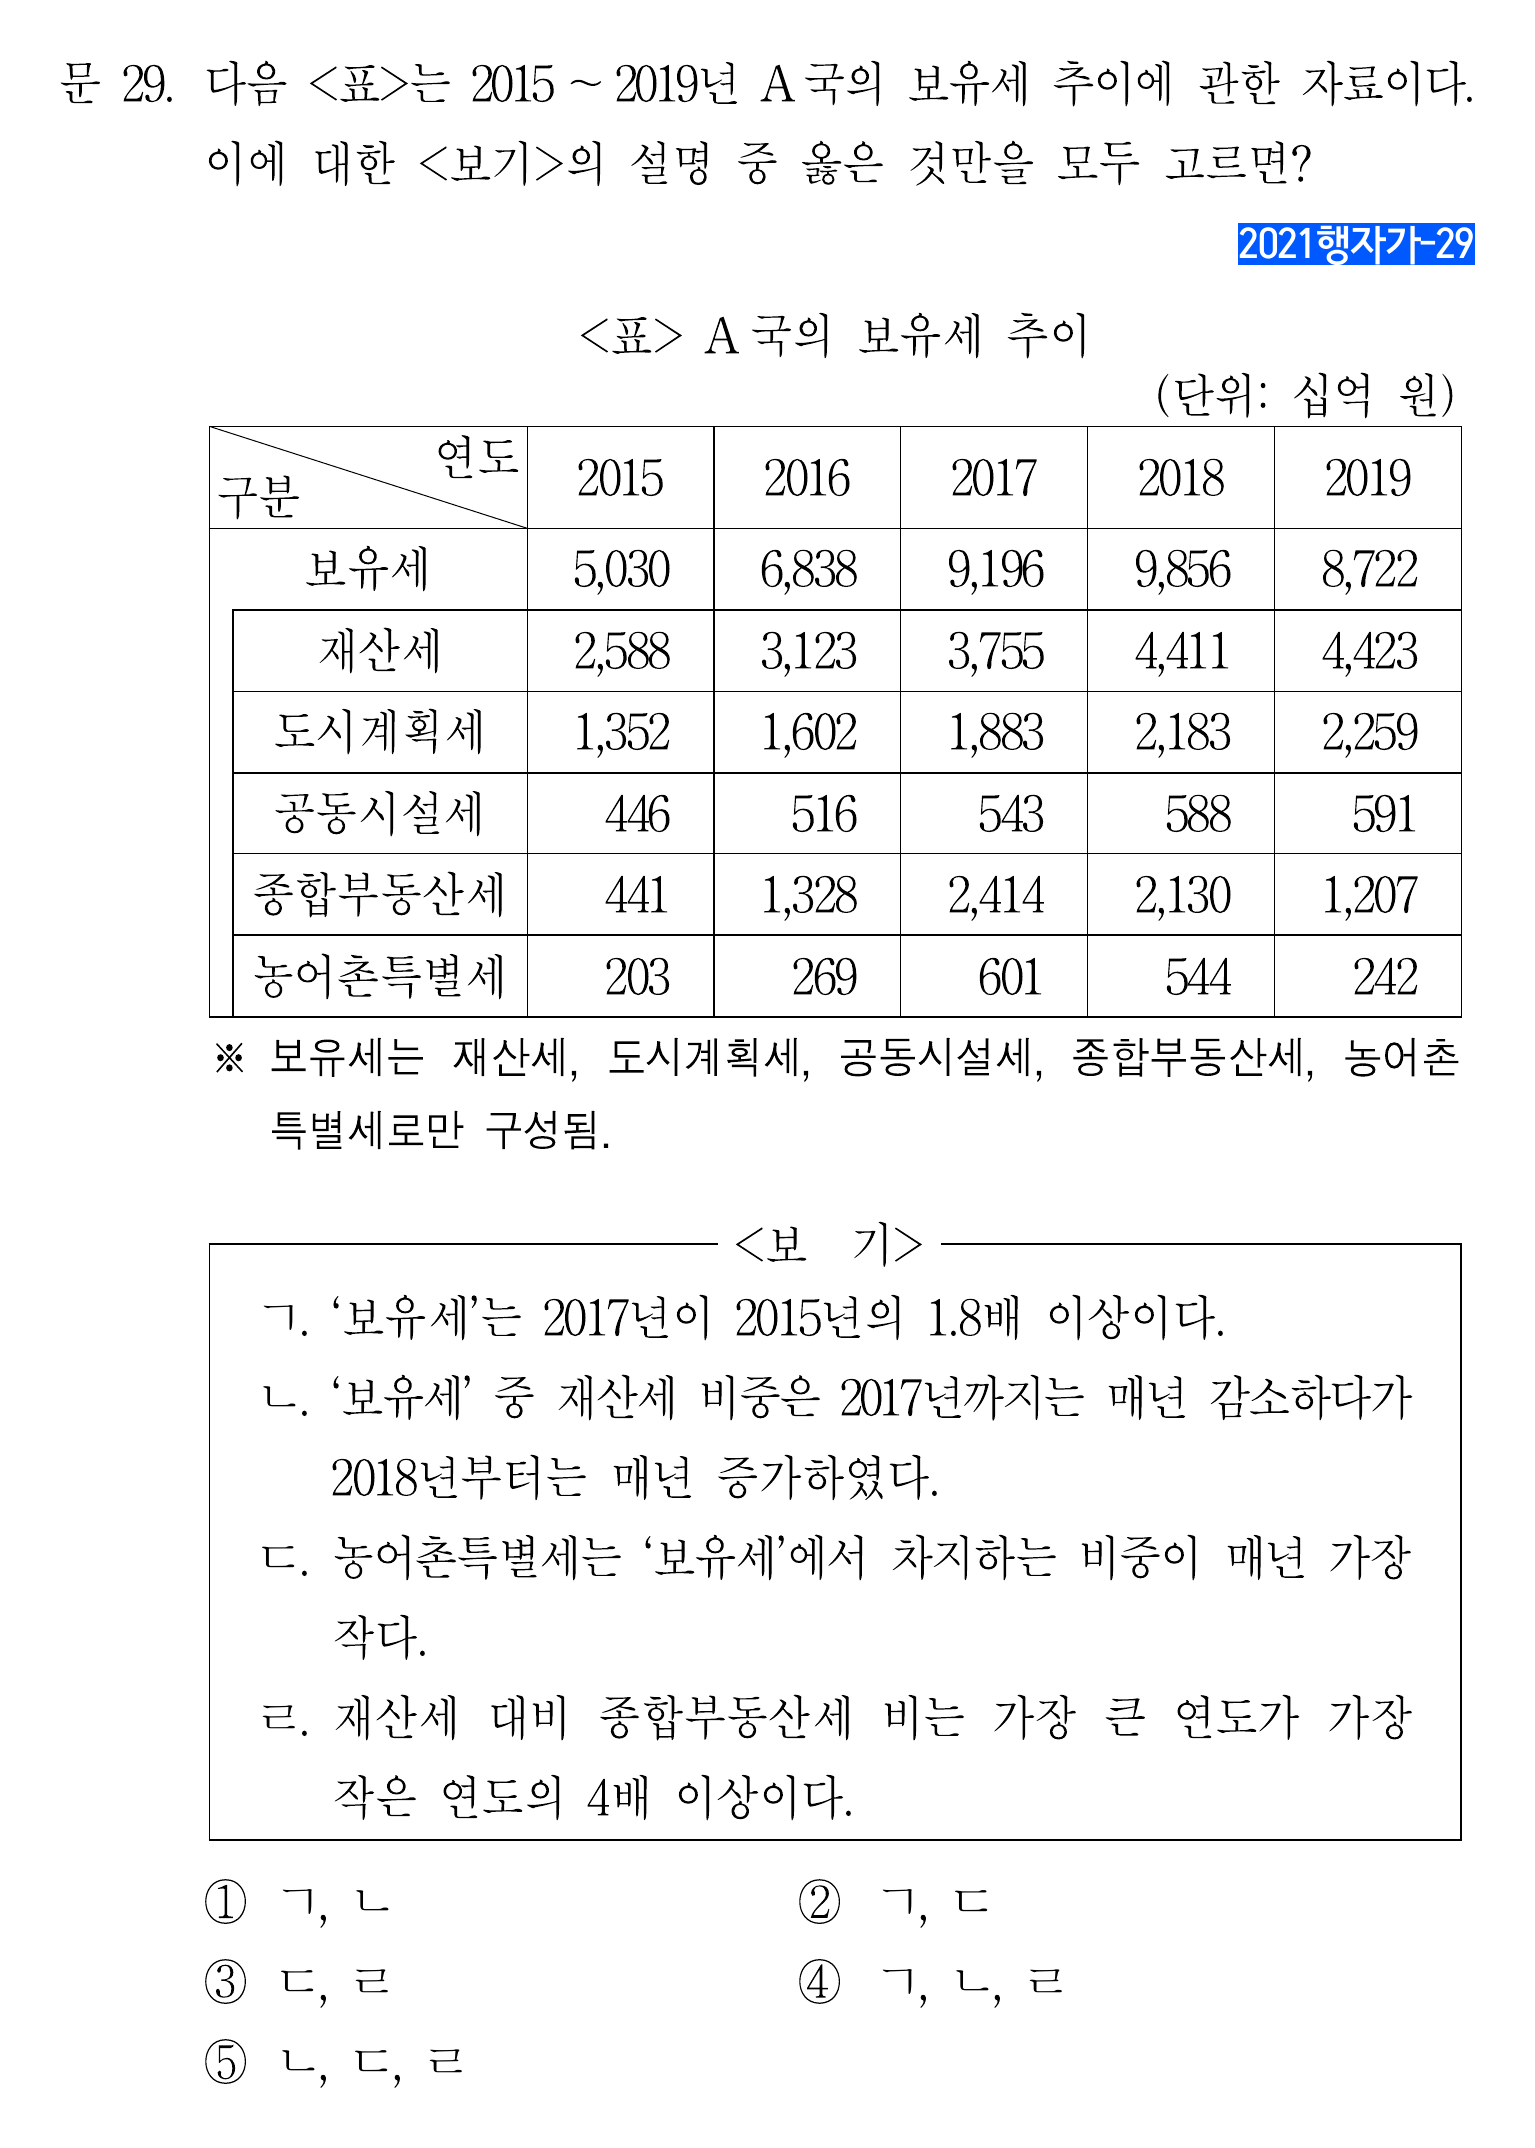 문 29. 다음 <표>는 2015 ~ 2019년 A국의 보유세 추이에 관한 자료이다.
이에 대한 <보기>의 설명 중 옳은 것만을 모두 고르면?
2021행자가-29
<표> A국의 보유세 추이
(단위: 십억 원)
구분 연도 2015 2016 2017 2018 2019
보유세 5,030 6,838 9,196 9,856 8,722
재산세 2,588 3,123 3,755 4,411 4,423
도시계획세 1,352 1,602 1,883 2,183 2,259
공동시설세 446 516 543 588 591
종합부동산세 441 1,328 2,414 2,130 1,207
농어촌특별세 203 269 601 544 242
※ 보유세는 재산세, 도시계획세, 공동시설세, 종합부동산세, 농어촌
특별세로만 구성됨.
<보 기>
ㄱ. ‘보유세’는 2017년이 2015년의 1.8배 이상이다.
ㄴ. ‘보유세’ 중 재산세 비중은 2017년까지는 매년 감소하다가
2018년부터는 매년 증가하였다.
ㄷ. 농어촌특별세는 ‘보유세’에서 차지하는 비중이 매년 가장
작다.
ㄹ. 재산세 대비 종합부동산세 비는 가장 큰 연도가 가장
작은 연도의 4배 이상이다.
① ㄱ, ㄴ ② ㄱ, ㄷ
③ ㄷ, ㄹ ④ ㄱ, ㄴ, ㄹ
⑤ ㄴ, ㄷ, ㄹ